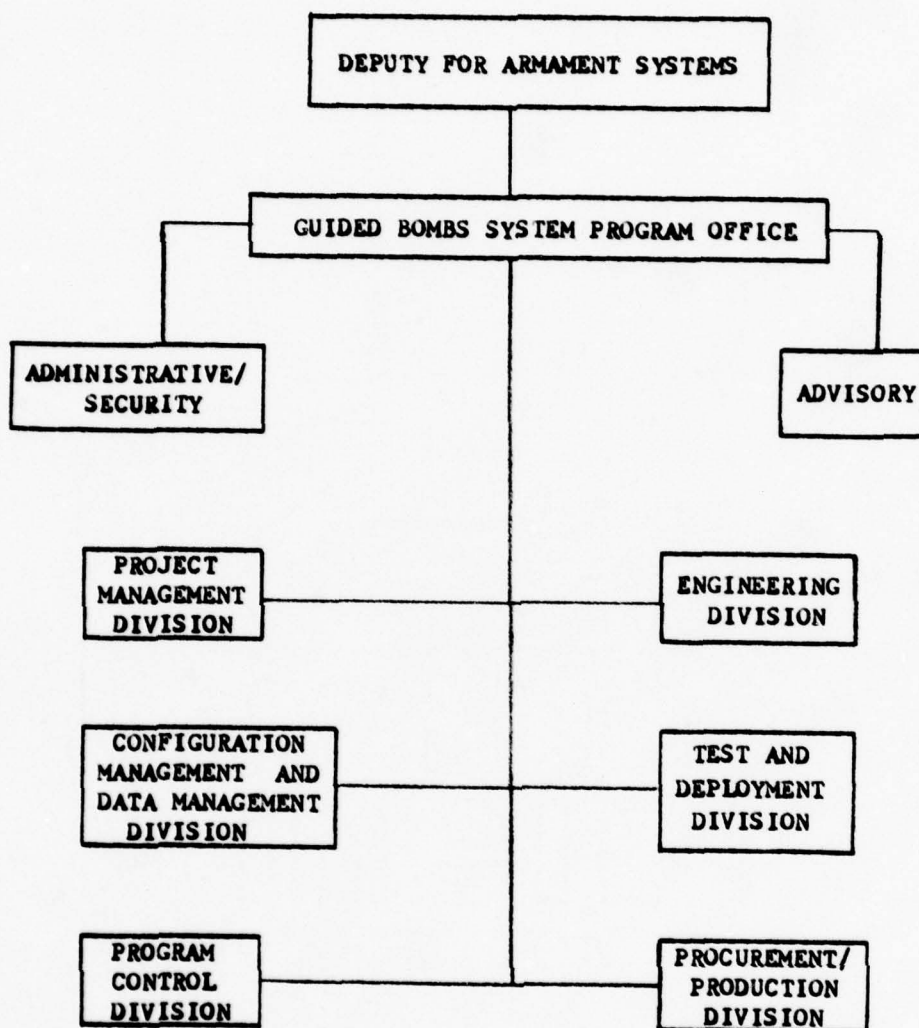 DEPUTY FOR ARMAMENT SYSTEMS
GUIDED BOMBS SYSTEM PROGRAM OFFICE
ADMINISTRATIVE/
SECURITY
ADVISORY
PROJECT
MANAGEMENT
DIVISION
ENGINEERING
DIVISION
CONFIGURATION
MANAGEMENT AND
DATA MANAGEMENT
DIVISION
TEST AND
DEPLOYMENT
DIVISION
PROGRAM
CONTROL
DIVISION
PROCUREMENT/
PRODUCTION
DIVISION